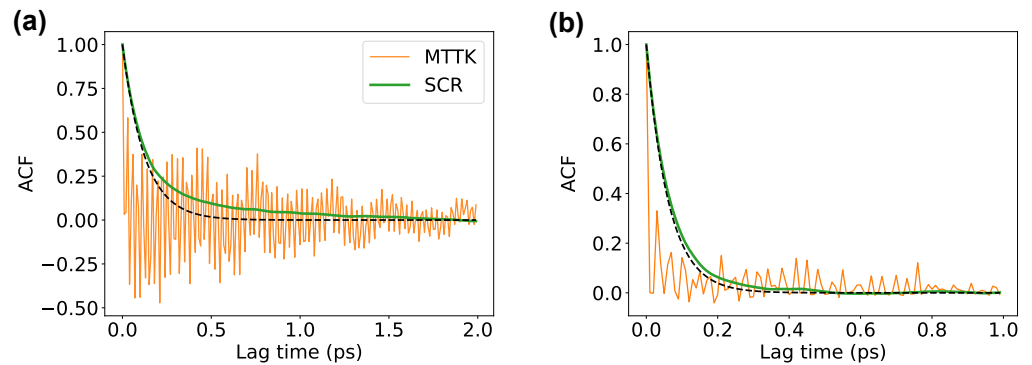 (a)
1.00
0.75
0.50
0.25
0.00
−0.25
−0.50
ACF
0.0 0.5 1.0 1.5 2.0
Lag time (ps)
MTTK
SCR
(b)
1.0
0.8
0.6
0.4
0.2
0.0
ACF
0.0 0.2 0.4 0.6 0.8 1.0
Lag time (ps)